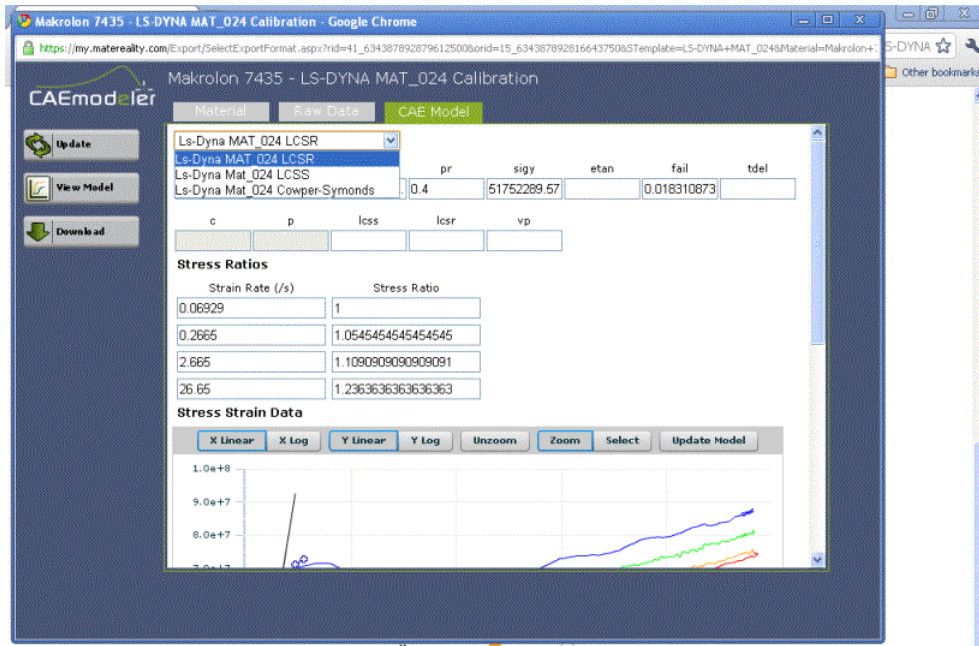 Makrolon 7435 - LS-DYNA MAT_024 Calibration - Google Chrome
https://my.matereality.com/Export/SelectExportFormat.aspx?rid=41_634387892879612500&orid=15_634387892816643750&STemplate=LS-DYNA+MAT_024&Material=Makrolon+
S-DYNA
Other bookmarks
CAEmodeler
Makrolon 7435 - LS-DYNA MAT_024 Calibration
Material Raw Data CAE Model
Update
View Model
Download
Ls-Dyna MAT_024 LCSR
Ls-Dyna MAT_024 LCSR
Ls-Dyna Mat_024 LCSS
Ls-Dyna Mat_024 Cowper-Symonds
pr sigy etan fail tdel
0.4 51752289.57 0.018310873
c p lcss lcsr vp
Stress Ratios
Strain Rate (/s) Stress Ratio
0.06929 1
0.2665 1.0545454545454545
2.665 1.1090909090909091
26.65 1.2363636363636363
Stress Strain Data
X Linear X Log Y Linear Y Log Unzoom Zoom Select Update Model
1.0e+8
9.0e+7
8.0e+7